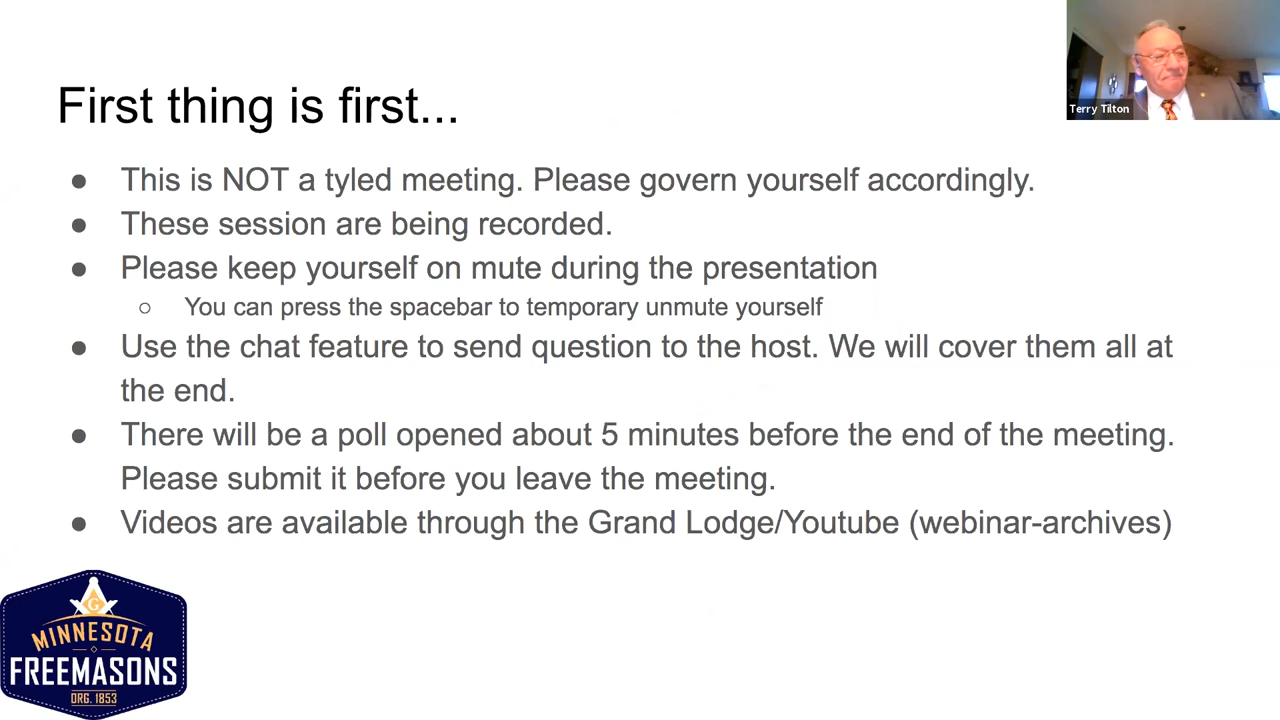 Terry Tilton
First thing is first...
This is NOT a tyled meeting. Please govern yourself accordingly.
These session are being recorded.
Please keep yourself on mute during the presentation
You can press the spacebar to temporary unmute yourself
Use the chat feature to send question to the host. We will cover them all at
the end.
There will be a poll opened about 5 minutes before the end of the meeting.
Please submit it before you leave the meeting.
Videos are available through the Grand Lodge/Youtube (webinar-archives)
G
MINNESOTA
FREEMASONS
ORG. 1853